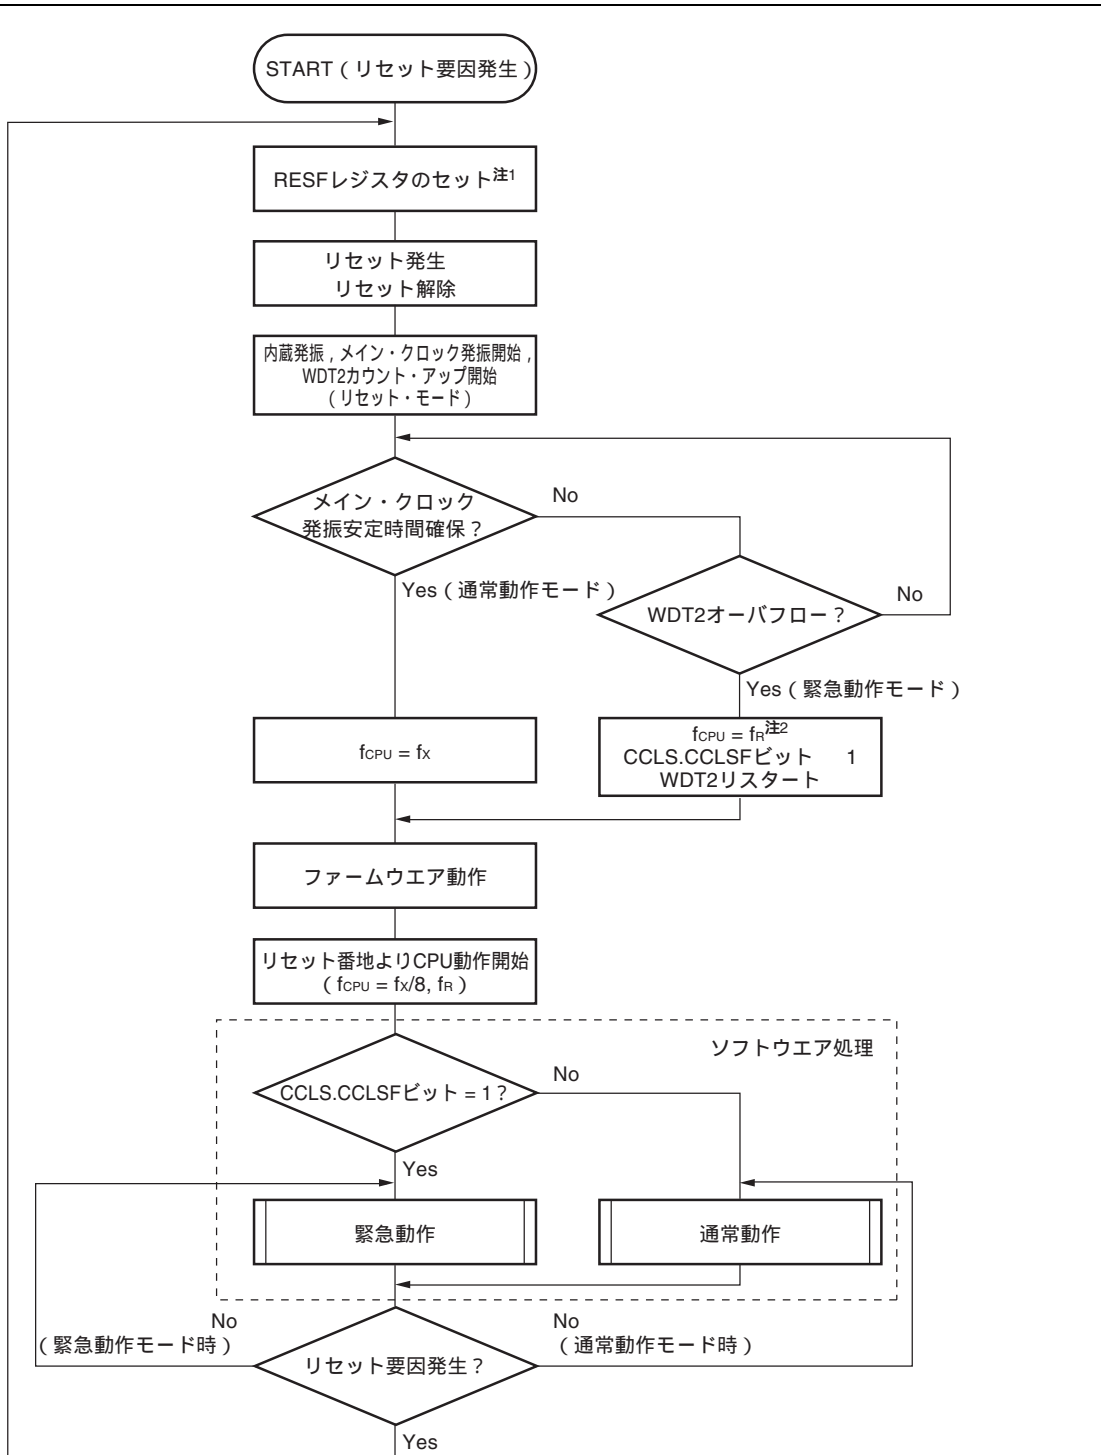 START（リセット要因発生）
RESFレジスタのセット注1
リセット発生
リセット解除
内蔵発振，メイン・クロック発振開始，
WDT2カウント・アップ開始
（リセット・モード）
メイン・クロック
発振安定時間確保？
No
Yes（通常動作モード）
WDT2オーバフロー？
No
Yes（緊急動作モード）
fCPU = fX
fCPU = fR注2
CCLS.CCLSFビット　1
WDT2リスタート
ファームウエア動作
リセット番地よりCPU動作開始
（fCPU = fX/8, fR）
ソフトウエア処理
CCLS.CCLSFビット = 1？
No
Yes
緊急動作
通常動作
No
（緊急動作モード時）
No
（通常動作モード時）
リセット要因発生？
Yes